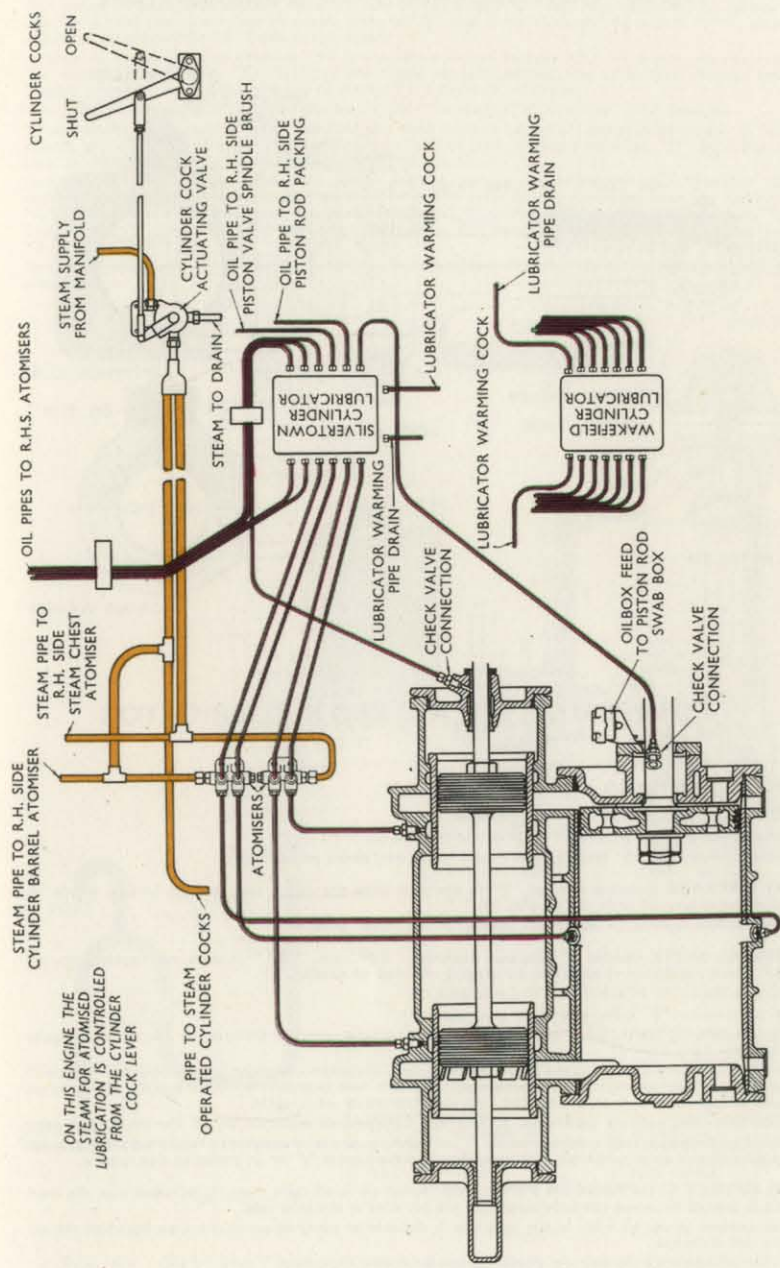 ON THIS ENGINE THE
STEAM FOR ATOMISED
LUBRICATION IS CONTROLLED
FROM THE CYLINDER
COCK LEVER
STEAM PIPE TO R.H. SIDE
CYLINDER BARREL ATOMISER
STEAM PIPE TO
R.H. SIDE
STEAM CHEST
ATOMISER
OIL PIPES TO R.H.S. ATOMISERS
STEAM SUPPLY
FROM MANIFOLD
CYLINDER COCKS
SHUT
OPEN
CYLINDER COCK
ACTUATING VALVE
STEAM TO DRAIN
OIL PIPE TO R.H. SIDE
PISTON VALVE SPINDLE BRUSH
OIL PIPE TO R.H. SIDE
PISTON ROD PACKING
PIPE TO STEAM
OPERATED CYLINDER COCKS
ATOMISERS
SILVERTOWN
CYLINDER
LUBRICATOR
LUBRICATOR WARMING
PIPE DRAIN
LUBRICATOR WARMING COCK
CHECK VALVE
CONNECTION
OILBOX FEED
TO PISTON ROD
SWAB BOX
CHECK VALVE
CONNECTION
LUBRICATOR WARMING COCK
WAKEFIELD
CYLINDER
LUBRICATOR
LUBRICATOR WARMING
PIPE DRAIN